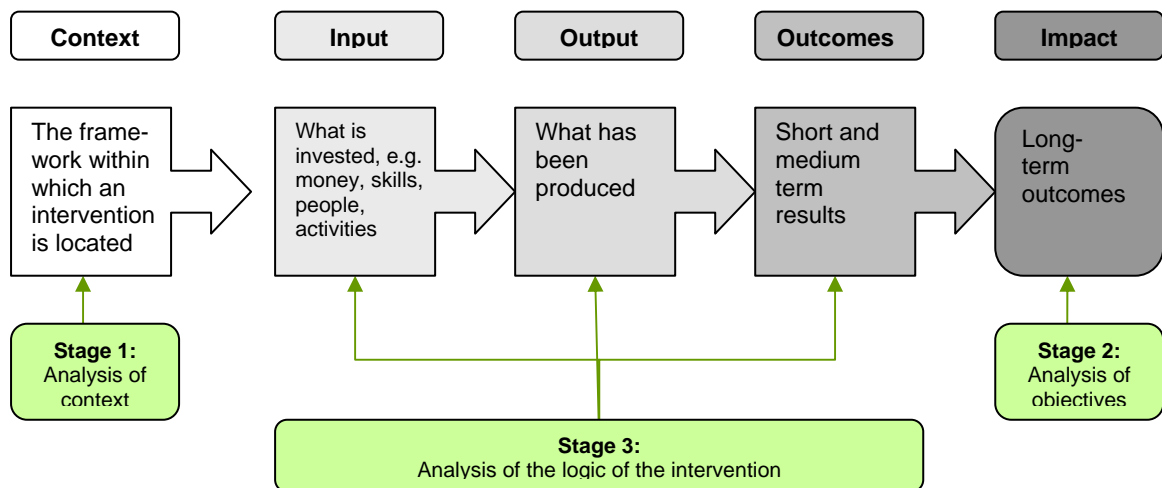 Context
Input
Output
Outcomes
Impact
The frame-
work within
which an
intervention
is located
What is
invested, e.g.
money, skills,
people,
activities
What has
been
produced
Short and
medium
term
results
Long-
term
outcomes
Stage 1:
Analysis of
context
Stage 2:
Analysis of
objectives
Stage 3:
Analysis of the logic of the intervention